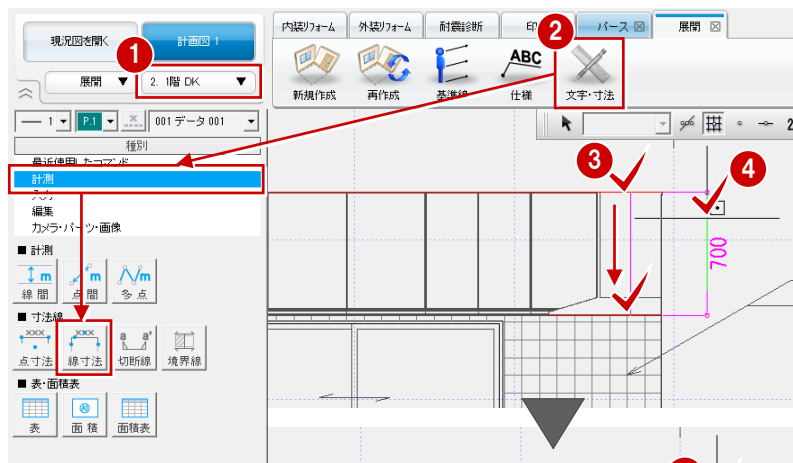 現況図を開く
計画図 1
1
展開 ▼
2. 1階 DK ▼
内装リフォーム
外装リフォーム
耐震診断
パース
展開
新規作成
再作成
基準線
ABC
仕様
文字・寸法
2
1
P.1
001 データ 001
種別
最近使用したコマンド
計測
入力
編集
カメラ・パーツ・画像
■ 計測
m
m
m
線 間
点 間
多 点
■ 寸法線
×××
×××
a a'
点寸法
線寸法
切断線
境界線
■ 表・面積表
表
面 積
面積表
2
3
4
700